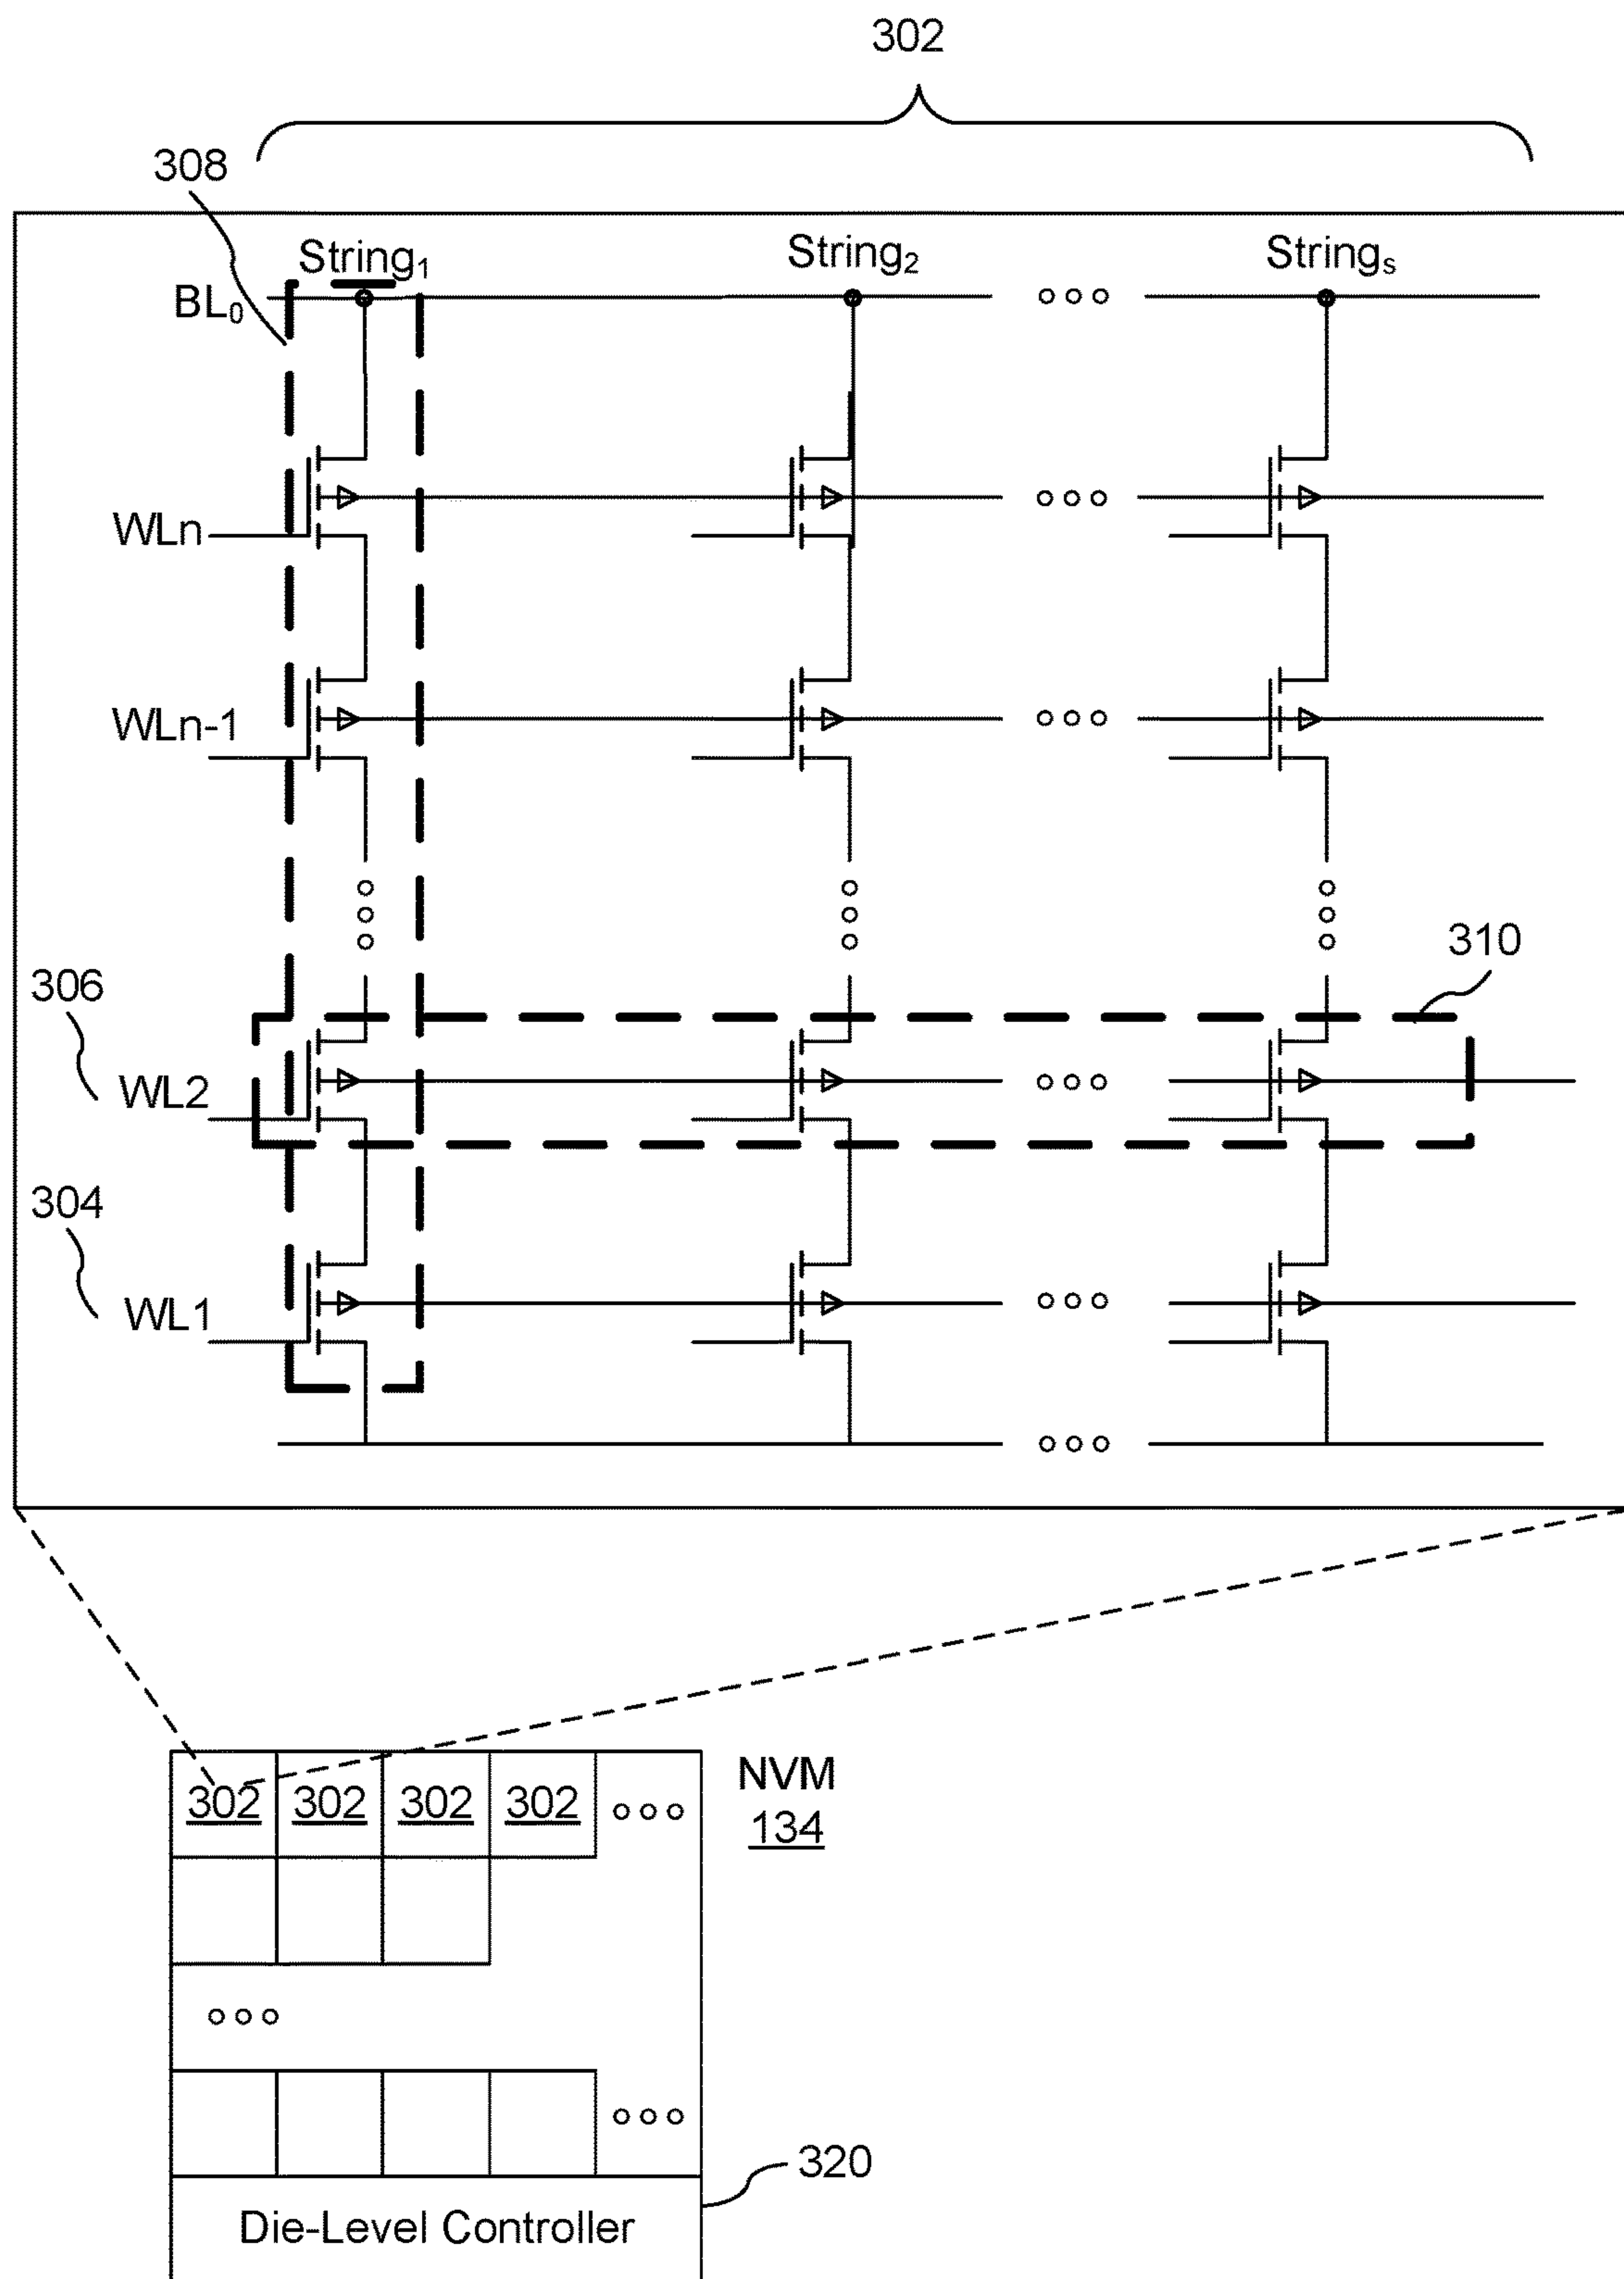 302
308
String₁ String₂ Stringₛ
BL₀
WLn
WLn-1
310
306
WL2
304
WL1
302 302 302 302
NVM
134
320
Die-Level Controller